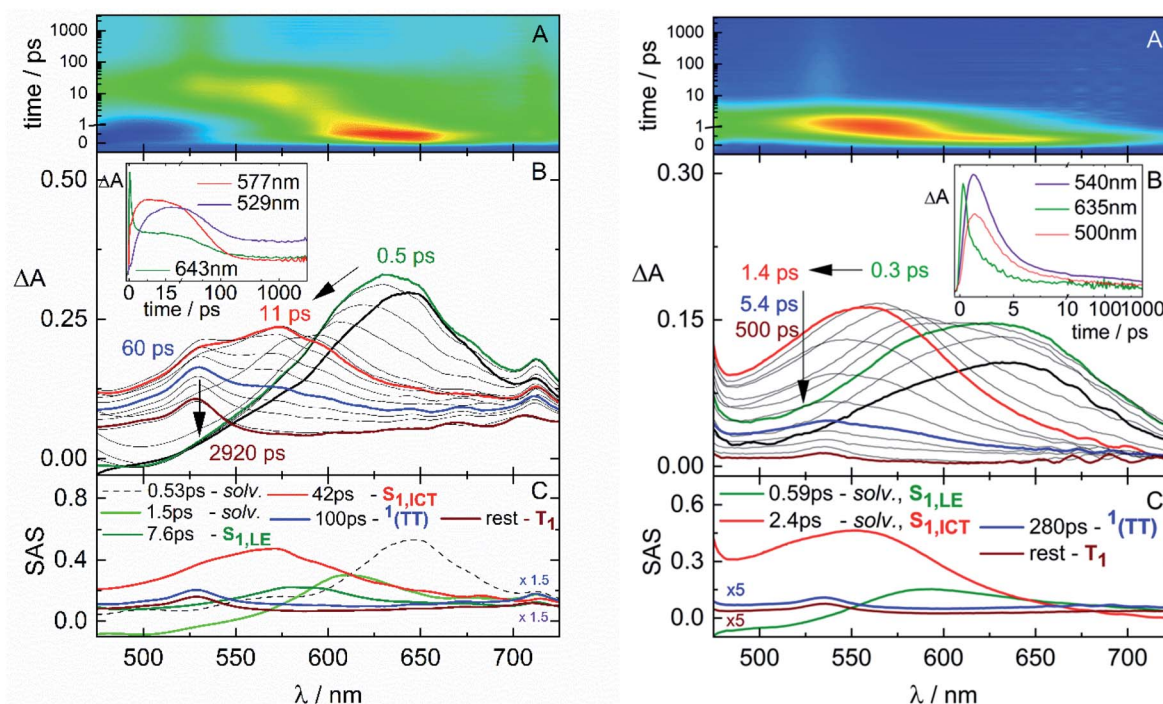 A
time / ps
1000
100
10
1
0
B
0.50
0.25
0.00
ΔA
ΔA
577nm
529nm
643nm
0 15 100 1000
time / ps
0.5 ps
11 ps
60 ps
2920 ps
C
0.53ps - solv.
1.5ps - solv.
7.6ps - S1,LE
42ps - S1,ICT
100ps - 1(TT)
rest - T1
x 1.5
x 1.5
0.8
0.4
0.0
SAS
500 550 600 650 700
λ / nm
A
time / ps
1000
100
10
1
0
B
0.30
0.15
0.00
ΔA
ΔA
540nm
635nm
500nm
0 5 10 100 1000
time / ps
1.4 ps
0.3 ps
5.4 ps
500 ps
C
0.59ps - solv., S1,LE
2.4ps - solv., S1,ICT
280ps - 1(TT)
rest - T1
x5
x5
0.6
0.3
0.0
SAS
500 550 600 650 700
λ / nm